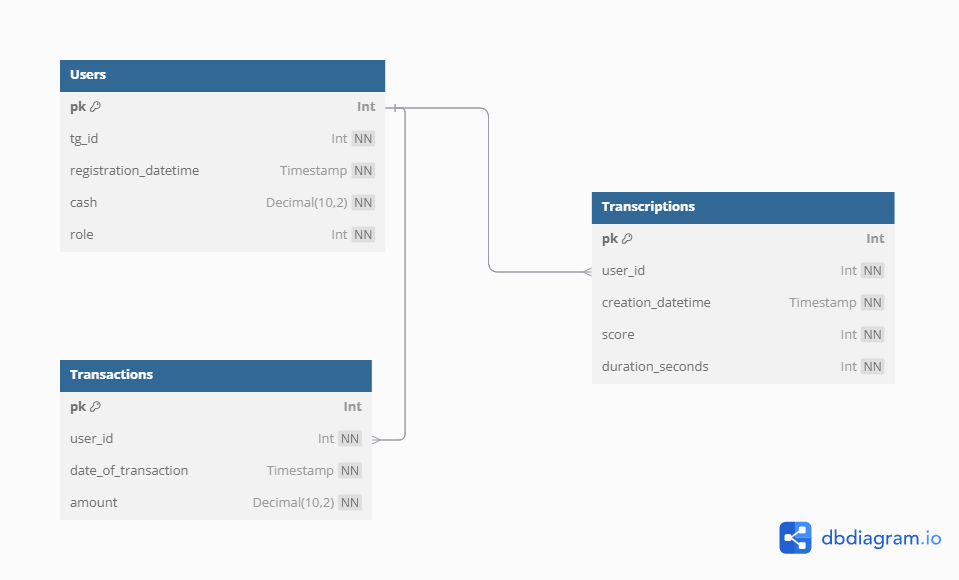 Users
pk Int
tg_id Int NN
registration_datetime Timestamp NN
cash Decimal(10,2) NN
role Int NN
Transcriptions
pk Int
user_id Int NN
creation_datetime Timestamp NN
score Int NN
duration_seconds Int NN
Transactions
pk Int
user_id Int NN
date_of_transaction Timestamp NN
amount Decimal(10,2) NN
dbdiagram.io